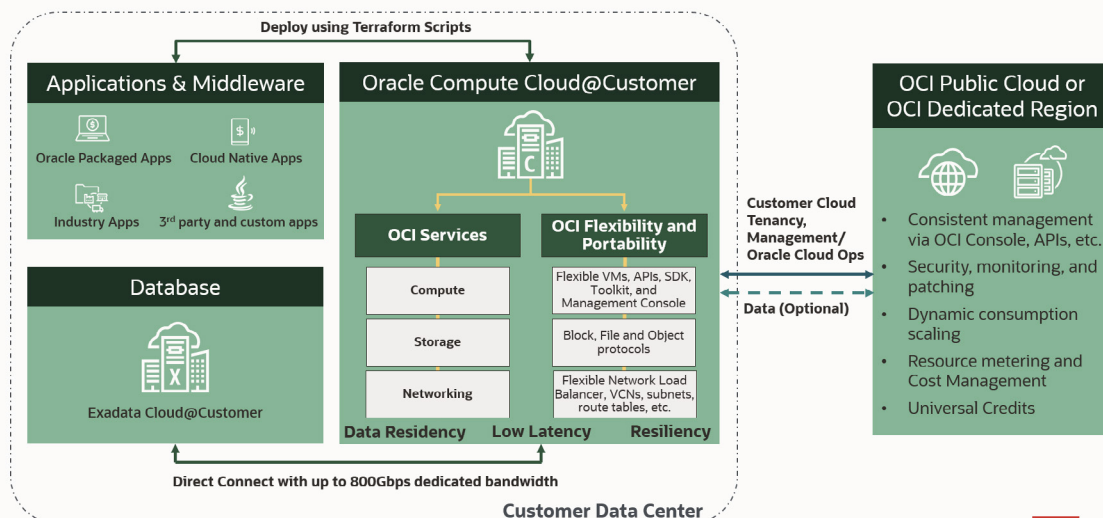 Deploy using Terraform Scripts
Applications & Middleware
Oracle Packaged Apps
Cloud Native Apps
Industry Apps
3rd party and custom apps
Database
X
Exadata Cloud@Customer
Oracle Compute Cloud@Customer
C
OCI Services
OCI Flexibility and
Portability
Compute
Flexible VMs, APIs, SDK,
Toolkit, and
Management Console
Storage
Block, File and Object
protocols
Networking
Flexible Network Load
Balancer, VCNs, subnets,
route tables, etc.
Data Residency
Low Latency
Resiliency
Direct Connect with up to 800Gbps dedicated bandwidth
Customer Data Center
Customer Cloud
Tenancy,
Management/
Oracle Cloud Ops
Data (Optional)
OCI Public Cloud or
OCI Dedicated Region
• Consistent management
via OCI Console, APIs, etc.
• Security, monitoring, and
patching
• Dynamic consumption
scaling
• Resource metering and
Cost Management
• Universal Credits